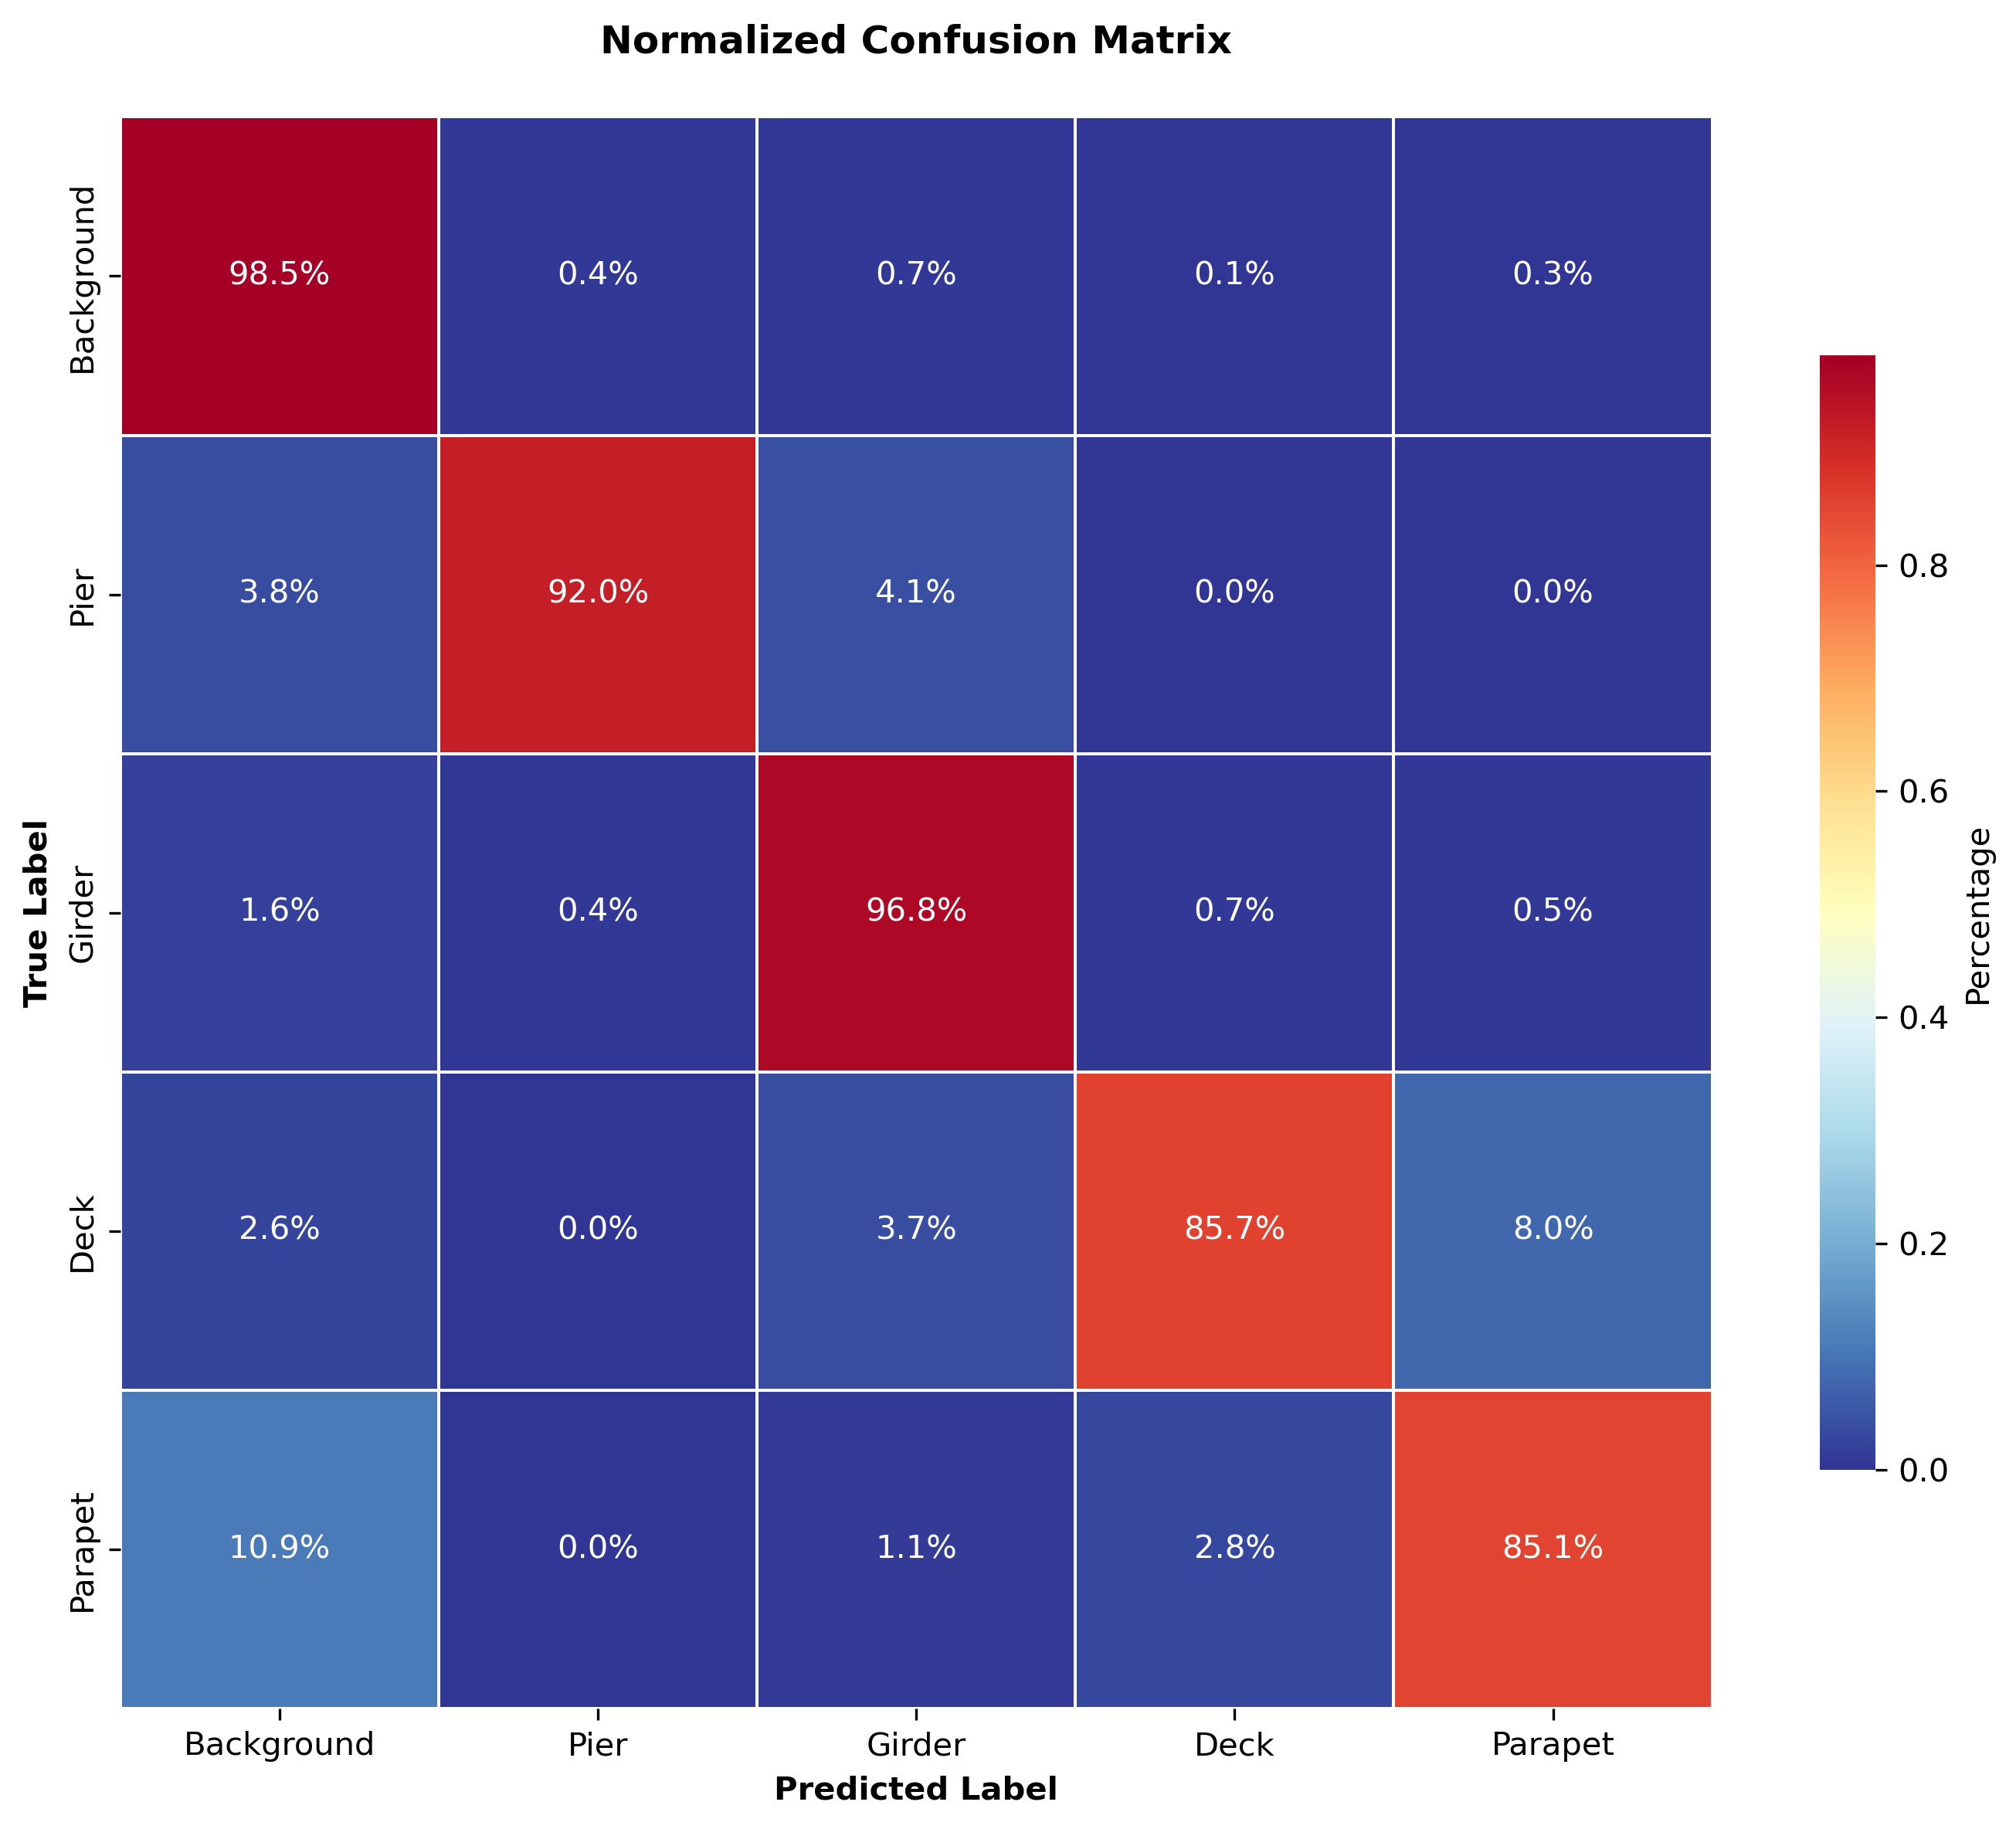 Normalized Confusion Matrix
True Label
Background
98.5% 0.4% 0.7% 0.1% 0.3%
Pier
3.8% 92.0% 4.1% 0.0% 0.0%
Girder
1.6% 0.4% 96.8% 0.7% 0.5%
Deck
2.6% 0.0% 3.7% 85.7% 8.0%
Parapet
10.9% 0.0% 1.1% 2.8% 85.1%
Background Pier Girder Deck Parapet
Predicted Label
0.8
0.6
0.4
0.2
0.0
Percentage